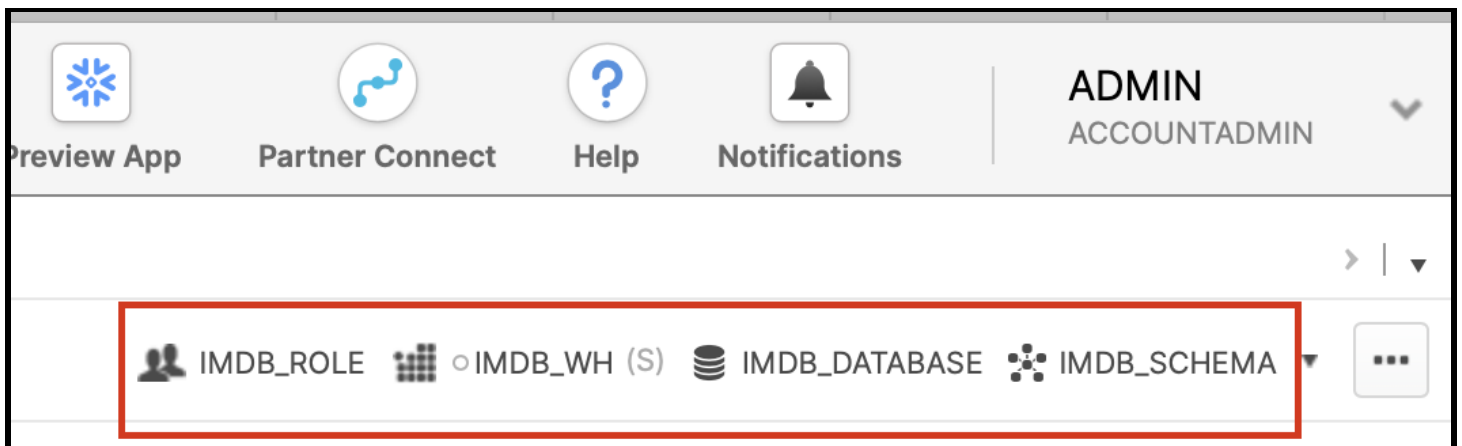 ADMIN
ACCOUNTADMIN
Preview App Partner Connect Help Notifications
IMDB_ROLE IMDB_WH (S) IMDB_DATABASE IMDB_SCHEMA